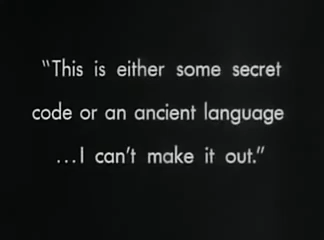 “This is either some secret
code or an ancient language
...I can't make it out.”